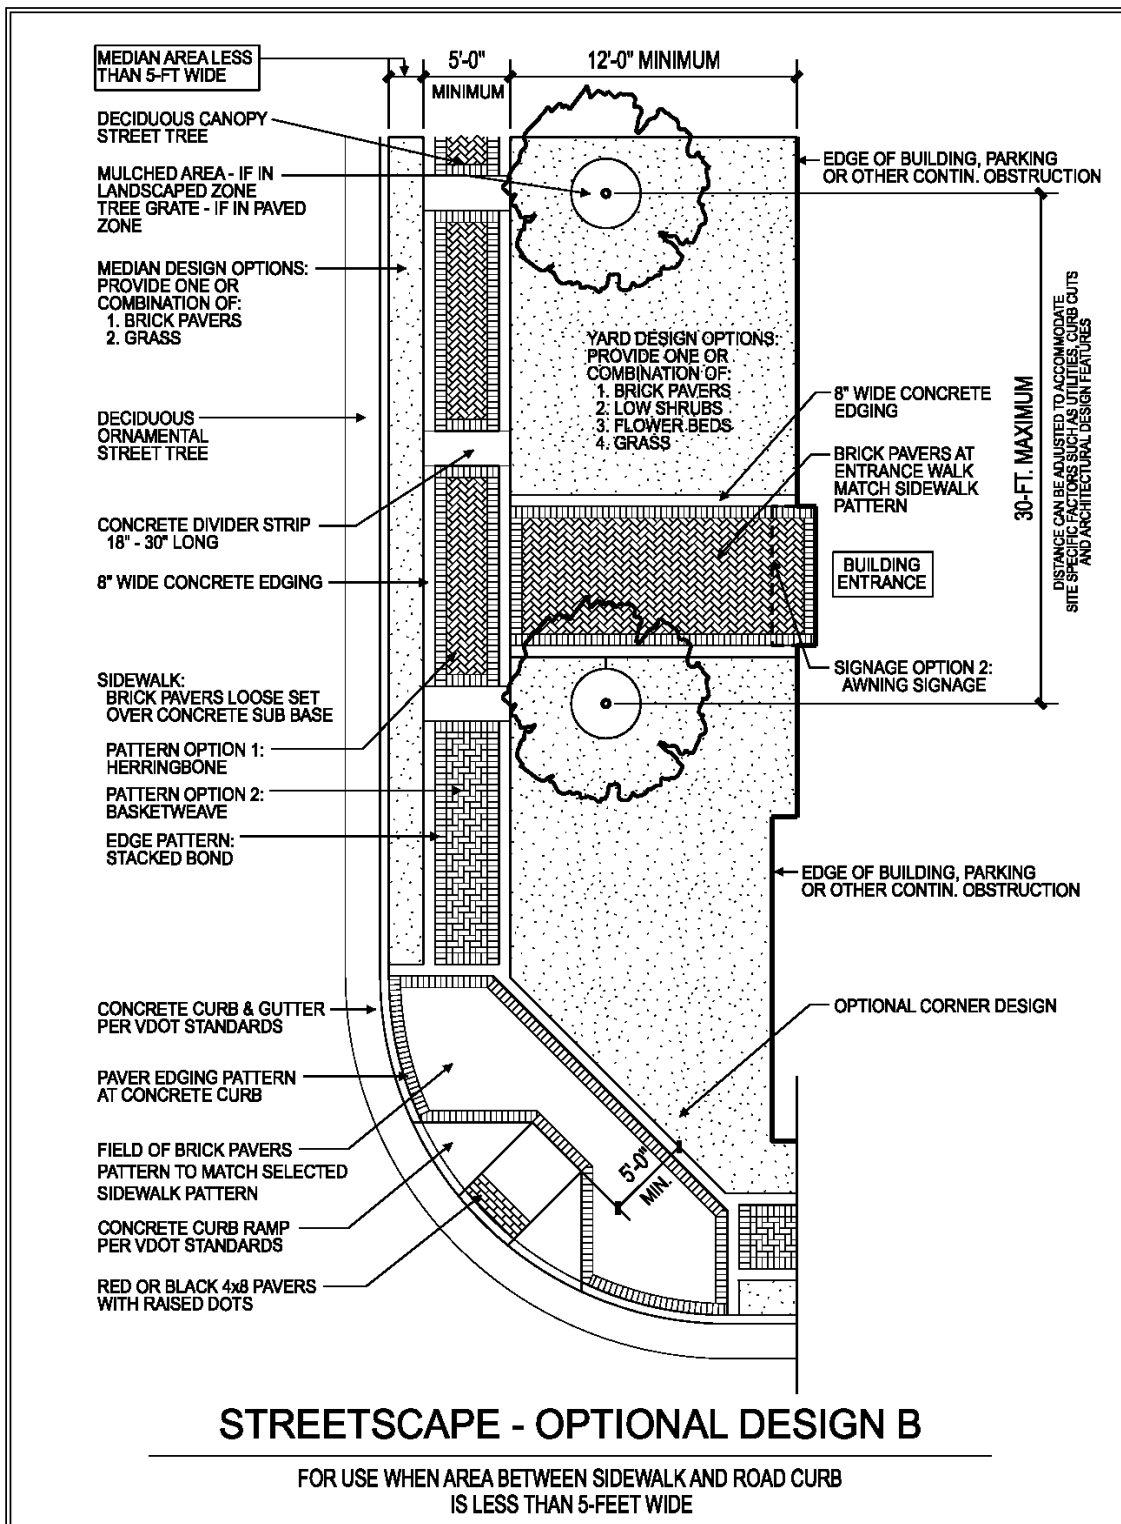 MEDIAN AREA LESS
THAN 5-FT WIDE
5'-0"
MINIMUM
12'-0" MINIMUM
DECIDUOUS CANOPY
STREET TREE
MULCHED AREA - IF IN
LANDSCAPED ZONE
TREE GRATE - IF IN PAVED
ZONE
MEDIAN DESIGN OPTIONS:
PROVIDE ONE OR
COMBINATION OF:
1. BRICK PAVERS
2. GRASS
DECIDUOUS
ORNAMENTAL
STREET TREE
CONCRETE DIVIDER STRIP
18" - 30" LONG
8" WIDE CONCRETE EDGING
SIDEWALK:
BRICK PAVERS LOOSE SET
OVER CONCRETE SUB BASE
PATTERN OPTION 1:
HERRINGBONE
PATTERN OPTION 2:
BASKETWEAVE
EDGE PATTERN:
STACKED BOND
CONCRETE CURB & GUTTER
PER VDOT STANDARDS
PAVER EDGING PATTERN
AT CONCRETE CURB
FIELD OF BRICK PAVERS
PATTERN TO MATCH SELECTED
SIDEWALK PATTERN
CONCRETE CURB RAMP
PER VDOT STANDARDS
RED OR BLACK 4x8 PAVERS
WITH RAISED DOTS
YARD DESIGN OPTIONS:
PROVIDE ONE OR
COMBINATION OF:
1. BRICK PAVERS
2. LOW SHRUBS
3. FLOWER BEDS
4. GRASS
EDGE OF BUILDING, PARKING
OR OTHER CONTIN. OBSTRUCTION
8" WIDE CONCRETE
EDGING
BRICK PAVERS AT
ENTRANCE WALK
MATCH SIDEWALK
PATTERN
BUILDING
ENTRANCE
SIGNAGE OPTION 2:
AWNING SIGNAGE
30-FT. MAXIMUM
DISTANCE CAN BE ADJUSTED TO ACCOMMODATE
SITE SPECIFIC FACTORS SUCH AS UTILITIES, CURB CUTS
AND ARCHITECTURAL DESIGN FEATURES
EDGE OF BUILDING, PARKING
OR OTHER CONTIN. OBSTRUCTION
OPTIONAL CORNER DESIGN
5'-0"
MIN.
STREETSCAPE - OPTIONAL DESIGN B
FOR USE WHEN AREA BETWEEN SIDEWALK AND ROAD CURB
IS LESS THAN 5-FEET WIDE